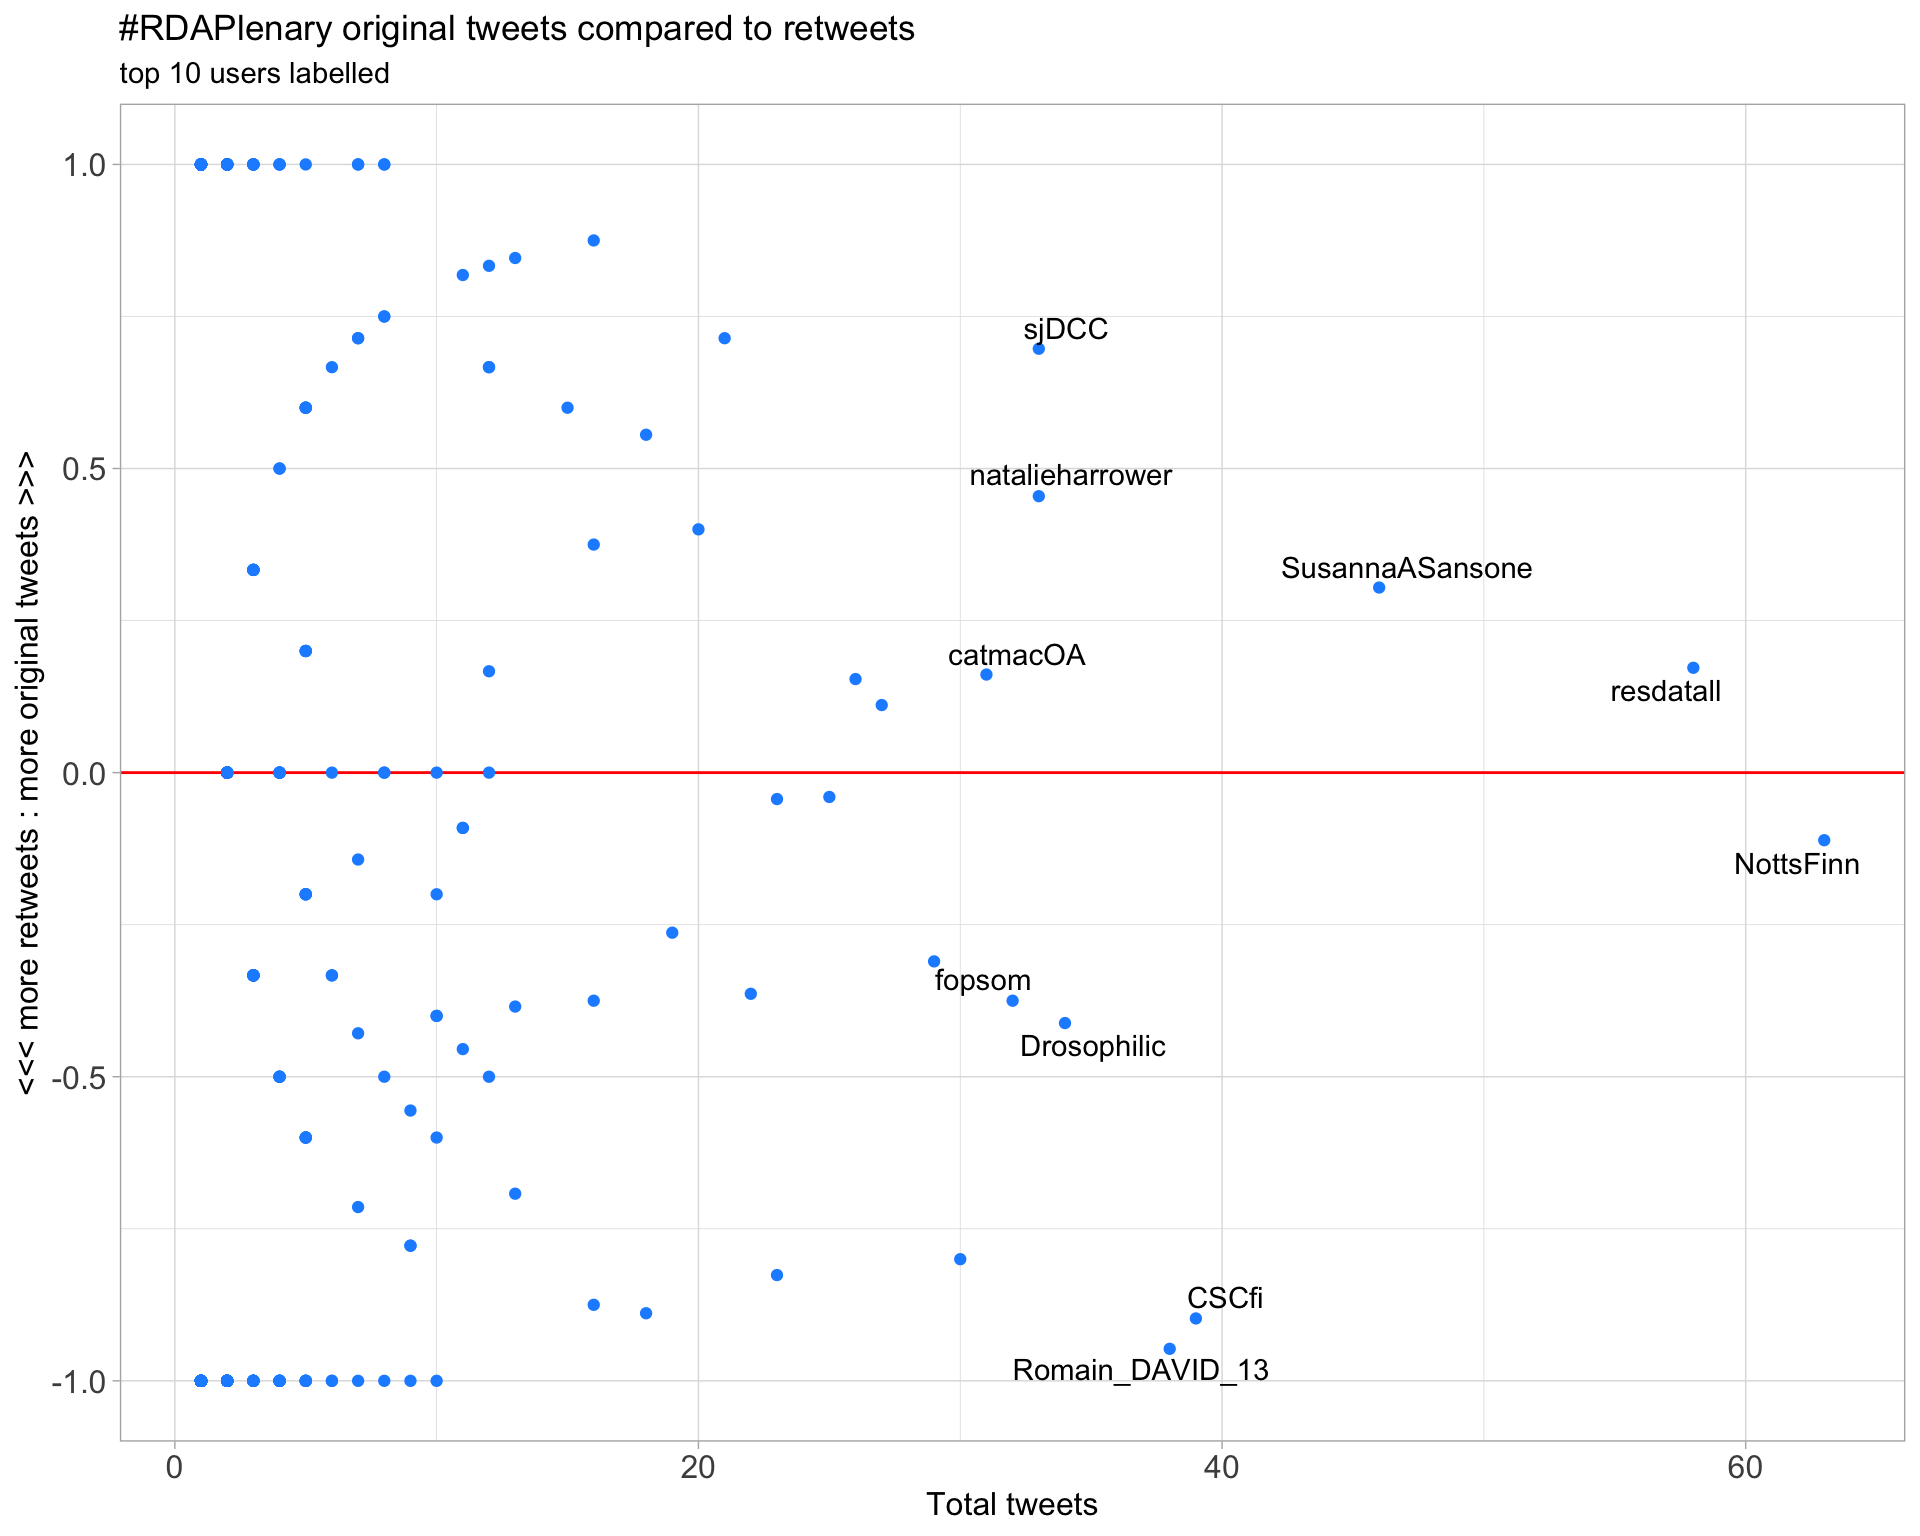 #RDAPlenary original tweets compared to retweets
top 10 users labelled
<<< more retweets : more original tweets >>>
1.0
0.5
0.0
-0.5
-1.0
sjDCC
natalieharrower
SusannaASansone
catmacOA
resdatall
NottsFinn
fopsom
Drosophilic
CSCfi
Romain_DAVID_13
0
20
40
60
Total tweets